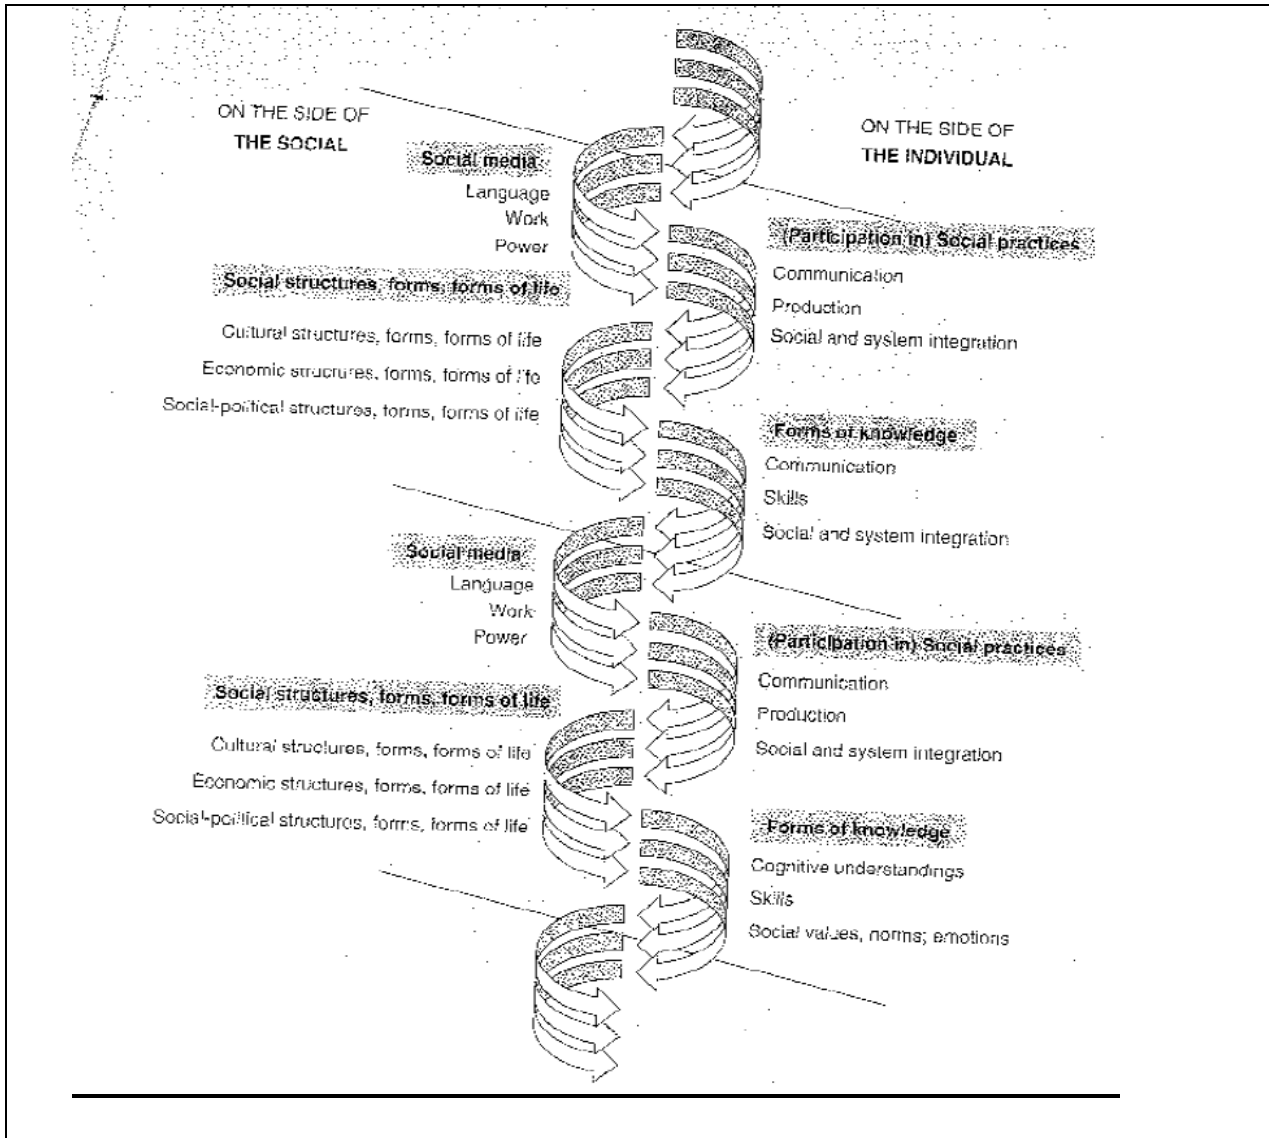 ON THE SIDE OF
THE SOCIAL
ON THE SIDE OF
THE INDIVIDUAL
Social media
Language
Work
Power
(Participation in) Social practices
Communication
Production
Social and system integration
Social structures, forms, forms of life
Cultural structures, forms, forms of life
Economic structures, forms, forms of life
Social-political structures, forms, forms of life
Forms of knowledge
Communication
Skills
Social and system integration
Social media
Language
Work
Power
(Participation in) Social practices
Communication
Production
Social and system integration
Social structures, forms, forms of life
Cultural structures, forms, forms of life
Economic structures, forms, forms of life
Social-political structures, forms, forms of life
Forms of knowledge
Cognitive understandings
Skills
Social values, norms; emotions